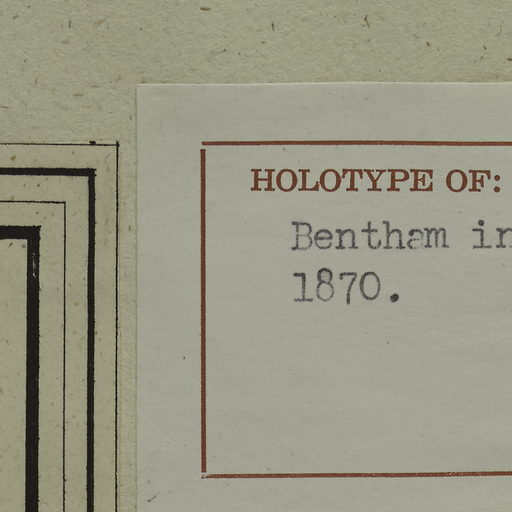 HOLOTYPE OF:
Bentham in
1870.